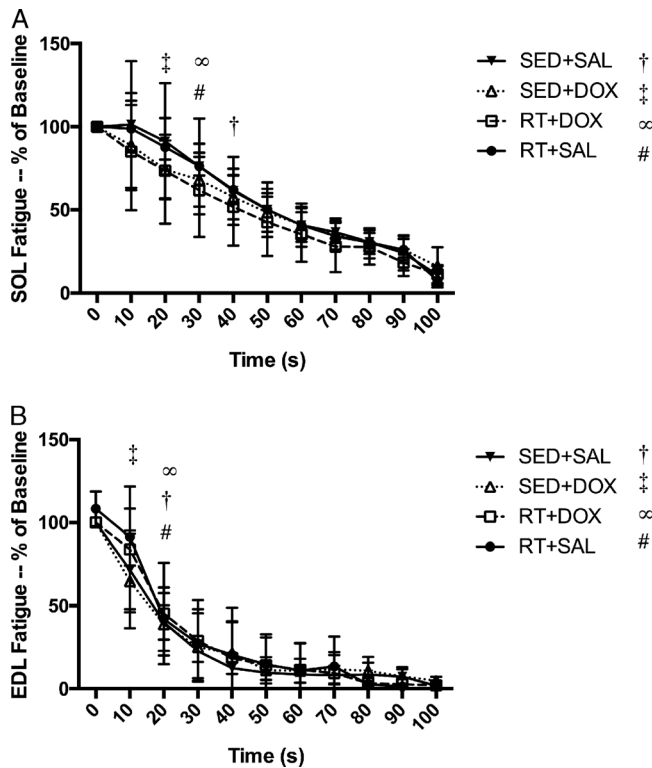 A
SOL Fatigue -- % of Baseline
150
100
50
0
‡
∞
#
†
SED+SAL †
SED+DOX ‡
RT+DOX ∞
RT+SAL #
0 10 20 30 40 50 60 70 80 90 100
Time (s)
B
EDL Fatigue -- % of Baseline
150
100
50
0
‡
∞
†
#
SED+SAL †
SED+DOX ‡
RT+DOX ∞
RT+SAL #
0 10 20 30 40 50 60 70 80 90 100
Time (s)